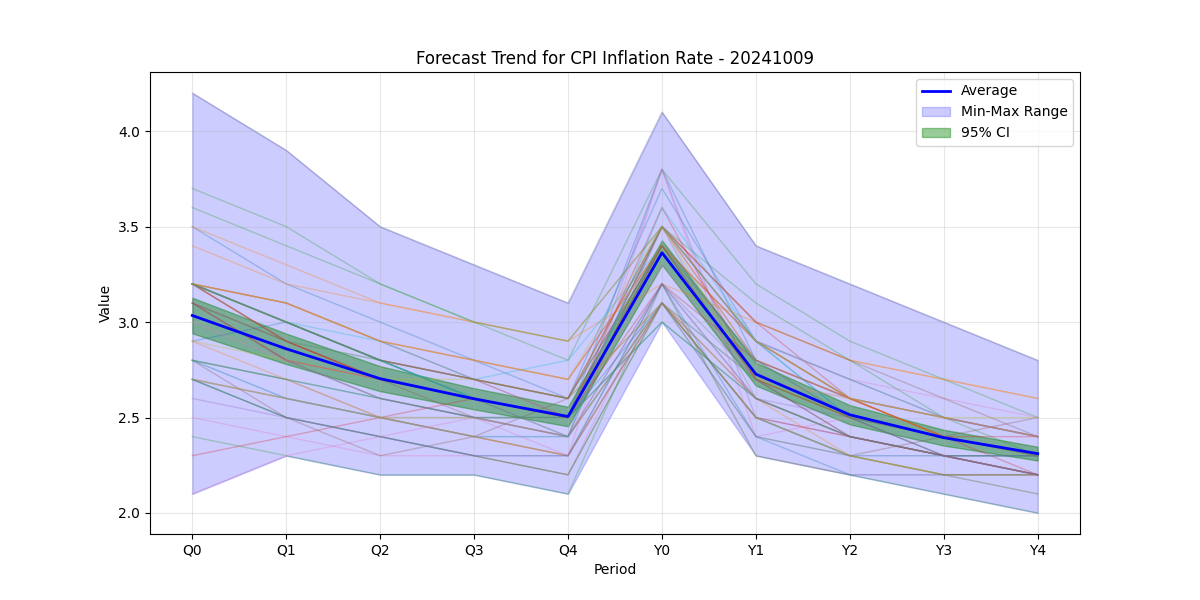 Forecast Trend for CPI Inflation Rate - 20241009
Average
Min-Max Range
95% CI
4.0
3.5
3.0
2.5
2.0
Value
Q0 Q1 Q2 Q3 Q4 Y0 Y1 Y2 Y3 Y4
Period